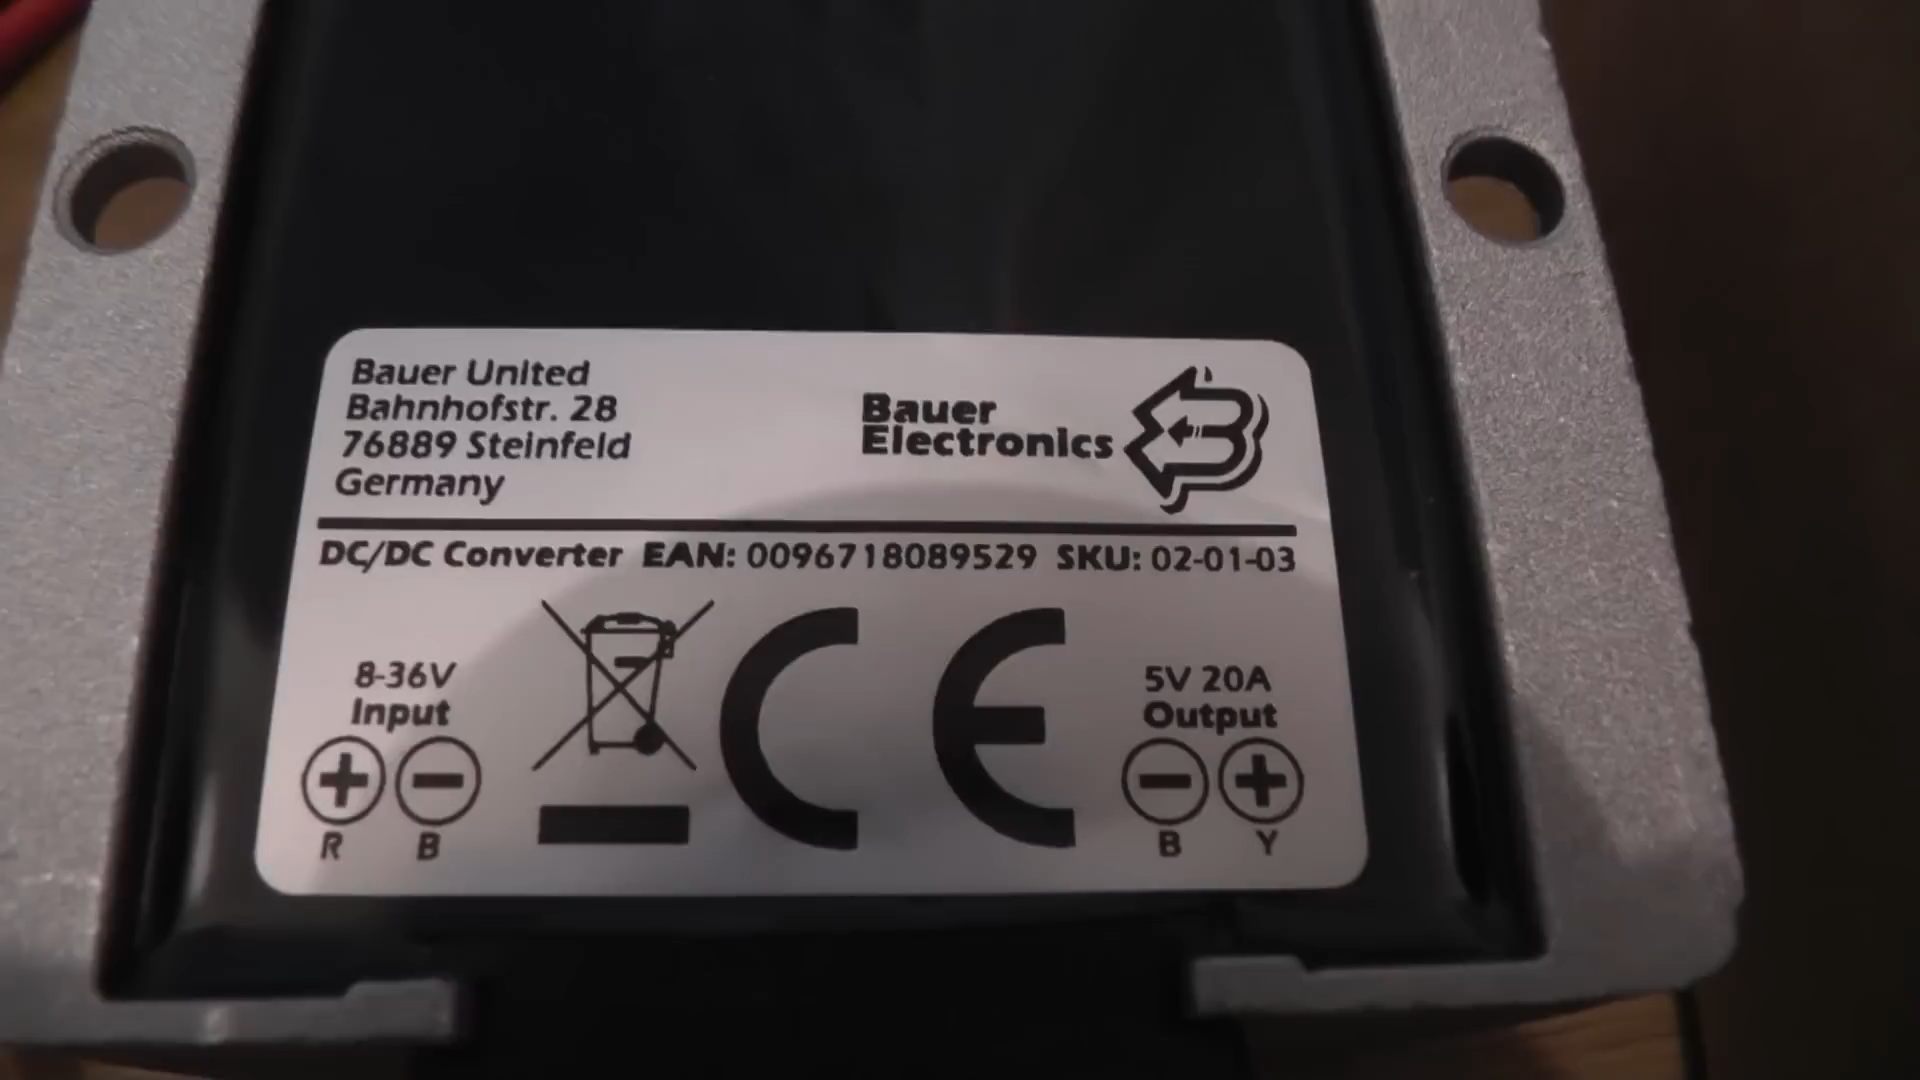 Bauer United
Bahnhofstr. 28
76889 Steinfeld
Germany
Bauer
Electronics
DC/DC Converter EAN: 0096718089529 SKU: 02-01-03
8-36V
Input
+ -
R B
CE
5V 20A
Output
- +
B Y